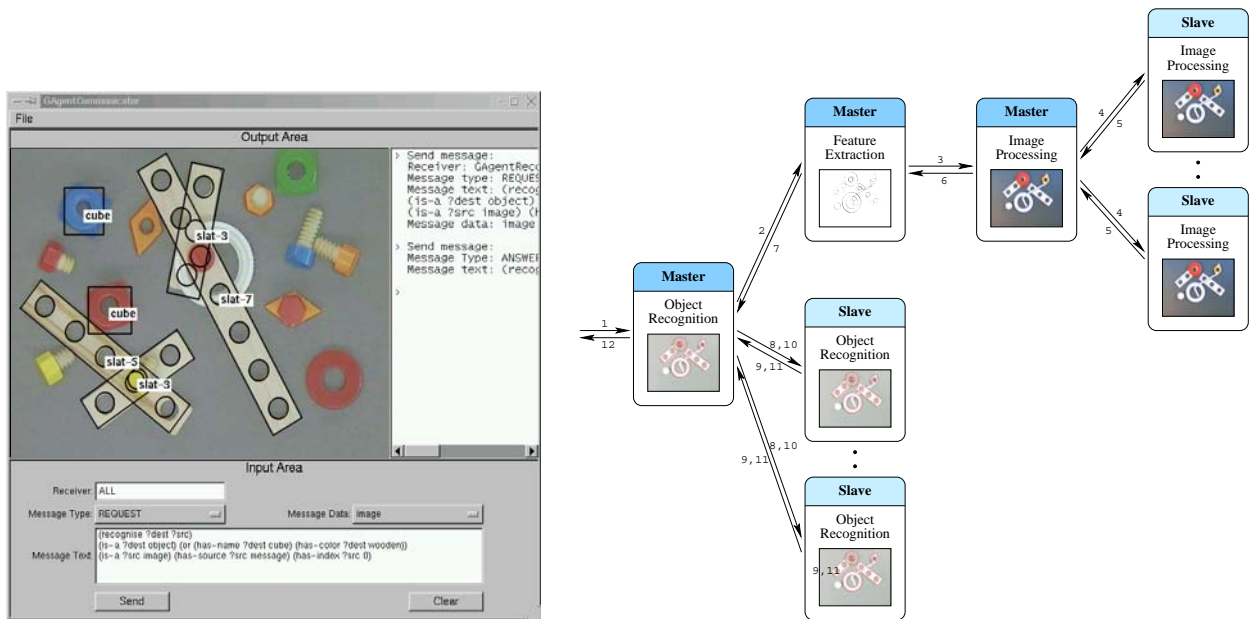 GAgentCommunicator
File
Output Area
cube
slat-3
slat-7
cube
slat-5
slat-3
> Send message:
Receiver: GAgentReco
Message type: REQUES
Message text: (recog
(is-a ?dest object)
(is-a ?src image) (h
Message data: image
> Send message:
Message Type: ANSWER
Message text: (recog
>
Input Area
Receiver: ALL
Message Type: REQUEST
Message Data: image
Message Text:
(recognise ?dest ?src)
(is-a ?dest object) (or (has-name ?dest cube) (has-color ?dest wooden))
(is-a ?src image) (has-source ?src message) (has-index ?src 0)
Send
Clear
1
12
Master
Object
Recognition
2
7
Master
Feature
Extraction
3
6
Master
Image
Processing
4
5
Slave
Image
Processing
4
5
Slave
Image
Processing
8,10
9,11
Slave
Object
Recognition
8,10
9,11
Slave
Object
Recognition
9,11